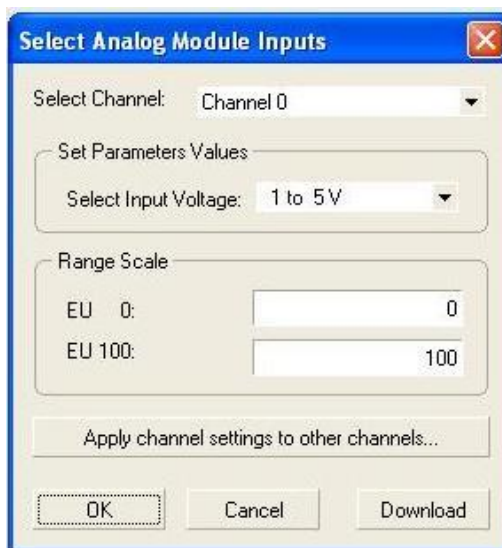 Select Analog Module Inputs
Select Channel: Channel 0
Set Parameters Values
Select Input Voltage: 1 to 5 V
Range Scale
EU 0: 0
EU 100: 100
Apply channel settings to other channels...
OK Cancel Download